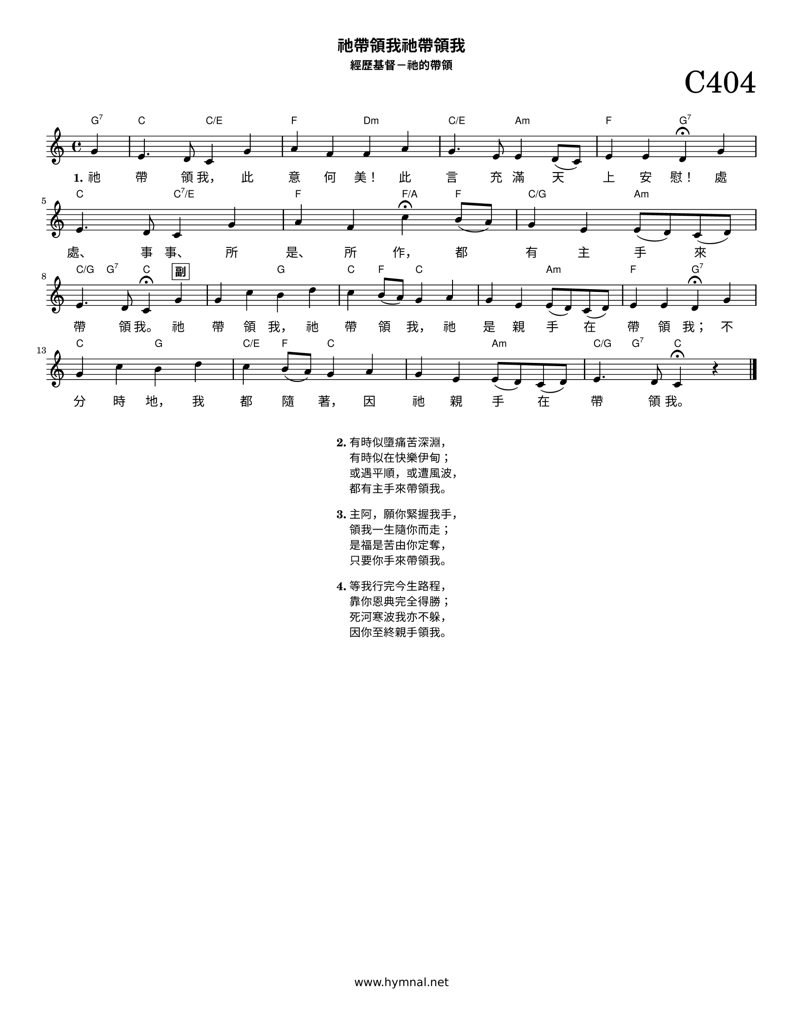 祂帶領我祂帶領我
經歷基督－祂的帶領
C404
G7 C C/E F Dm C/E Am F G7
1. 祂 帶 領 我， 此 意 何 美！ 此 言 充 滿 天 上 安 慰！ 處
5 C C7/E F F/A F C/G Am
處、 事 事、 所 是、 所 作， 都 有 主 手 來
8 C/G G7 C 副 G C F C Am F G7
帶 領 我。 祂 帶 領 我， 祂 帶 領 我， 祂 是 親 手 在 帶 領 我； 不
13 C G C/E F C Am C/G G7 C
分 時 地， 我 都 隨 著， 因 祂 親 手 在 帶 領 我。
2. 有時似墮痛苦深淵，
有時似在快樂伊甸；
或遇平順，或遭風波，
都有主手來帶領我。
3. 主阿，願你緊握我手，
領我一生隨你而走；
是福是苦由你定奪，
只要你手來帶領我。
4. 等我行完今生路程，
靠你恩典完全得勝；
死河寒波我亦不躲，
因你至終親手領我。
www.hymnal.net